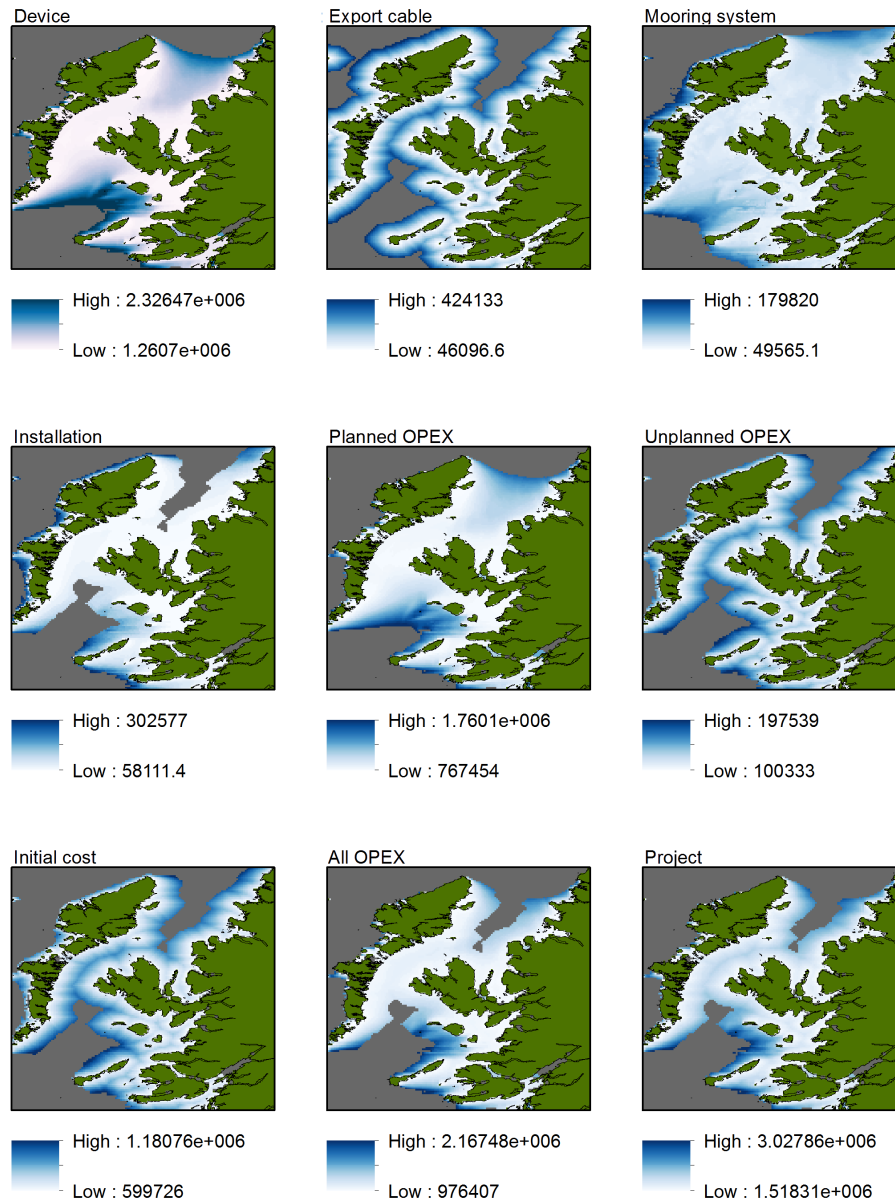 Device
: Export cable
Mooring system
High : 2.32647e+006
Low : 1.2607e+006
High : 424133
Low : 46096.6
High : 179820
Low : 49565.1
Installation
Planned OPEX
Unplanned OPEX
High : 302577
Low : 58111.4
High : 1.7601e+006
Low : 767454
High : 197539
Low : 100333
Initial cost
All OPEX
Project
High : 1.18076e+006
Low : 599726
High : 2.16748e+006
Low : 976407
High : 3.02786e+006
Low : 1.51831e+006